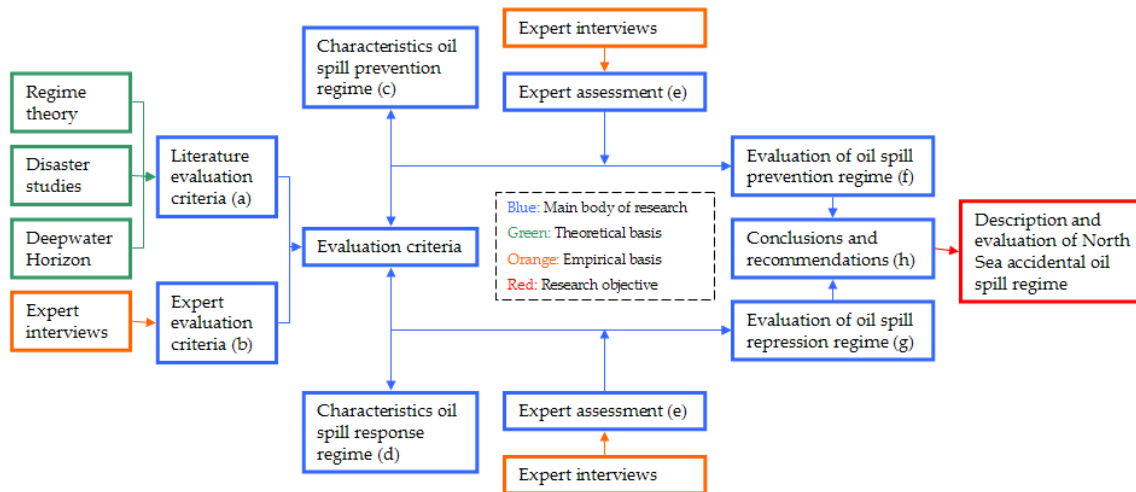 Regime
theory
Disaster
studies
Deepwater
Horizon
Expert
interviews
Literature
evaluation
criteria (a)
Expert
evaluation
criteria (b)
Characteristics oil
spill prevention
regime (c)
Evaluation criteria
Characteristics oil
spill response
regime (d)
Expert interviews
Expert assessment (e)
Blue: Main body of research
Green: Theoretical basis
Orange: Empirical basis
Red: Research objective
Expert assessment (e)
Expert interviews
Evaluation of oil spill
prevention regime (f)
Conclusions and
recommendations (h)
Evaluation of oil spill
repression regime (g)
Description and
evaluation of North
Sea accidental oil
spill regime